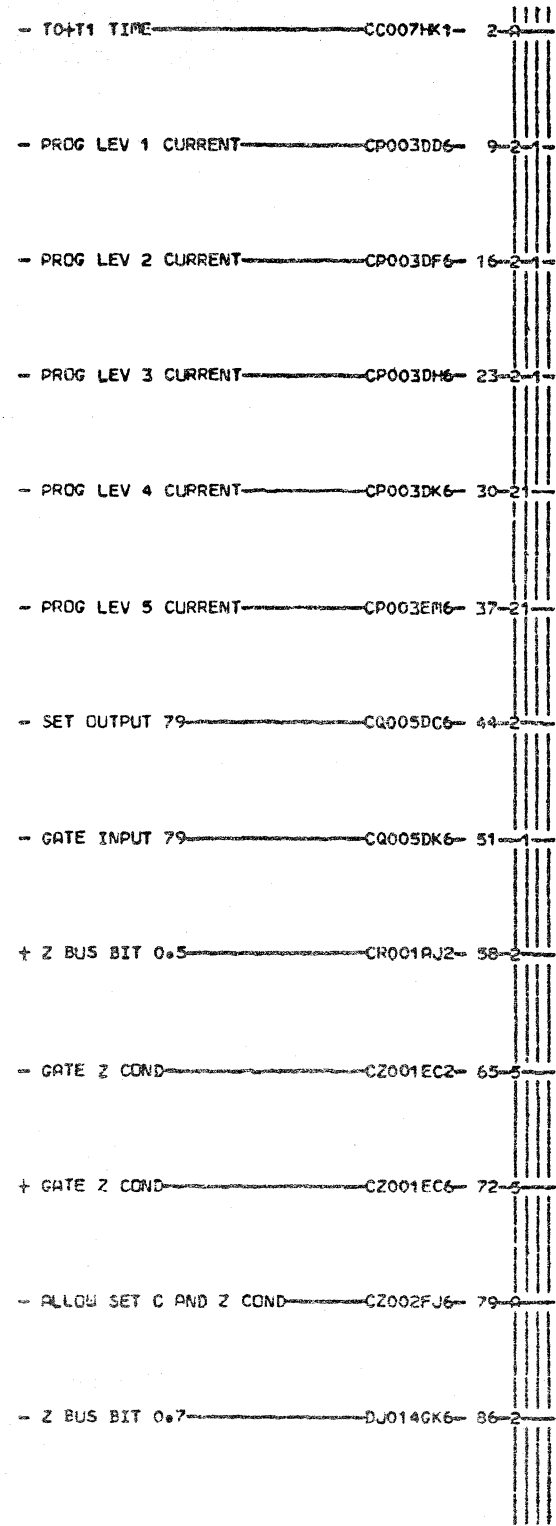 - T0+T1 TIME CC007HK1- 2-A
- PROG LEV 1 CURRENT CP003DD6- 9-2-1-
- PROG LEV 2 CURRENT CP003DF6- 16-2-1-
- PROG LEV 3 CURRENT CP003DH6- 23-2-1-
- PROG LEV 4 CURRENT CP003DK6- 30-21
- PROG LEV 5 CURRENT CP003EM6- 37-21
- SET OUTPUT 79 CQ005DC6- 44-2
- GATE INPUT 79 CQ005DK6- 51-1
+ Z BUS BIT 0.5 CR001AJ2- 58-2
- GATE Z COND CZ001EC2- 65-5
+ GATE Z COND CZ001EC6- 72-5
- ALLOW SET C AND Z COND CZ002FJ6- 79-A
- Z BUS BIT 0.7 DJ014GK6- 86-2